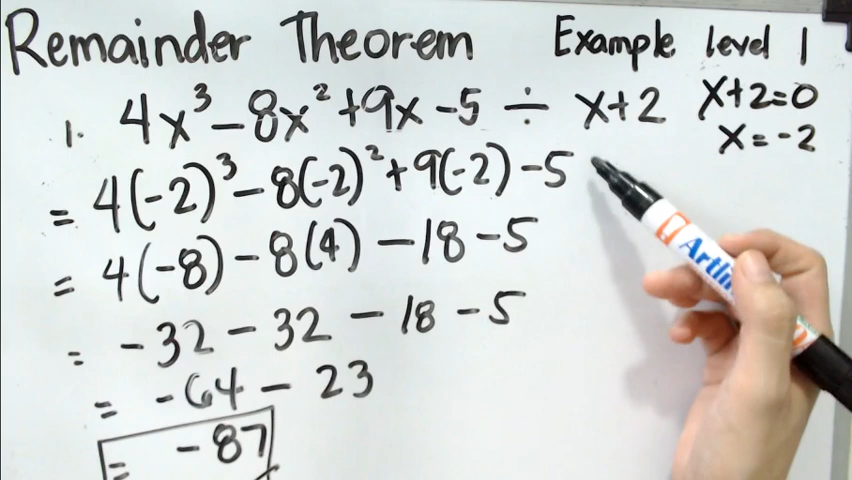 Remainder Theorem Example level 1
1. 4x³ - 8x² + 9x - 5 ÷ x+2 x+2=0
x = -2
= 4(-2)³ - 8(-2)² + 9(-2) - 5
= 4(-8) - 8(4) - 18 - 5
= -32 - 32 - 18 - 5
= -64 - 23
= -87